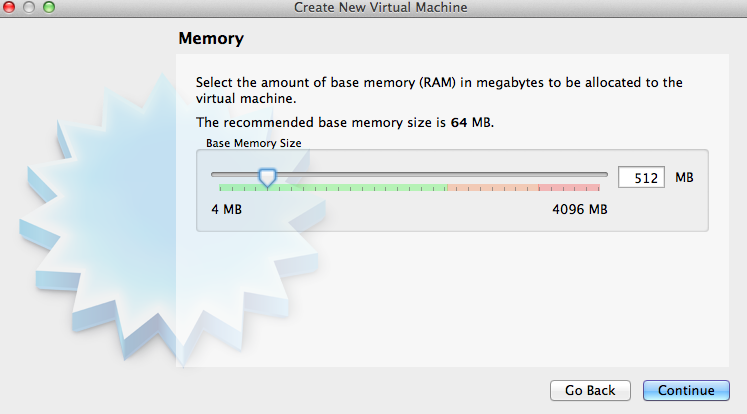 Create New Virtual Machine
Memory
Select the amount of base memory (RAM) in megabytes to be allocated to the
virtual machine.
The recommended base memory size is 64 MB.
Base Memory Size
512 MB
4 MB 4096 MB
Go Back Continue